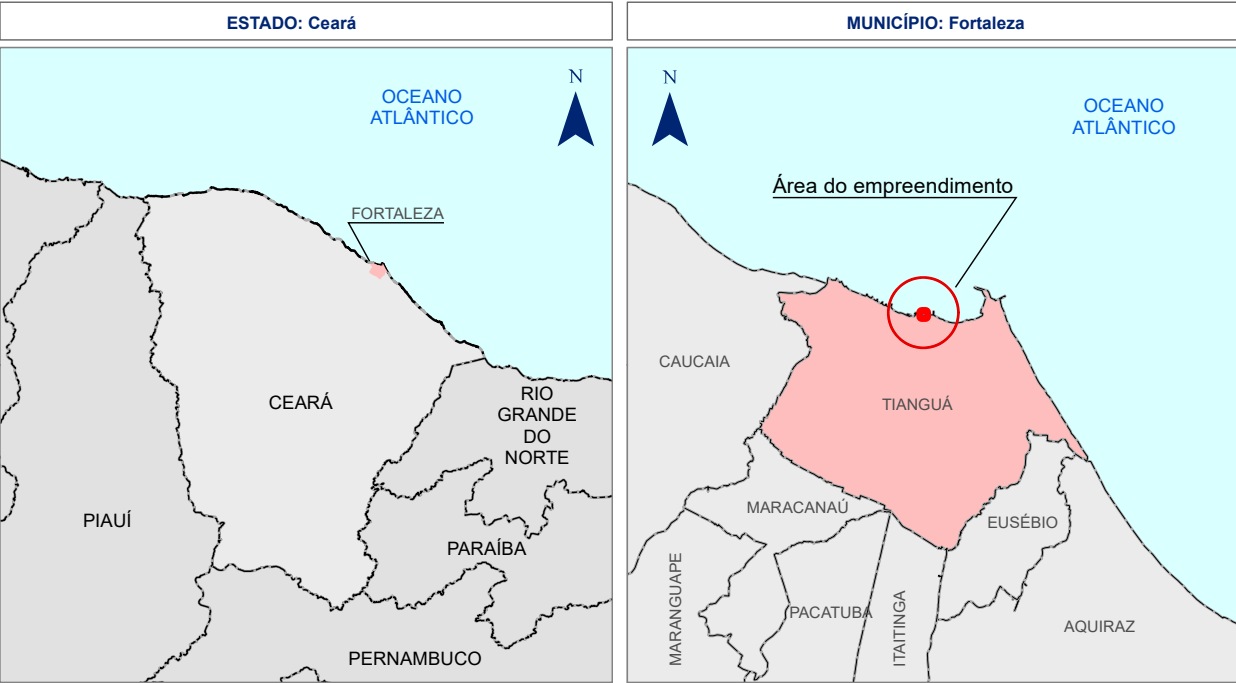 ESTADO: Ceará
N
OCEANO
ATLÂNTICO
FORTALEZA
CEARÁ
RIO
GRANDE
DO
NORTE
PIAUÍ
PARAÍBA
PERNAMBUCO
MUNICÍPIO: Fortaleza
N
OCEANO
ATLÂNTICO
Área do empreendimento
CAUCAIA
TIANGUÁ
MARACANAÚ
EUSÉBIO
MARANGUAPE
PACATUBA
ITAITINGA
AQUIRAZ